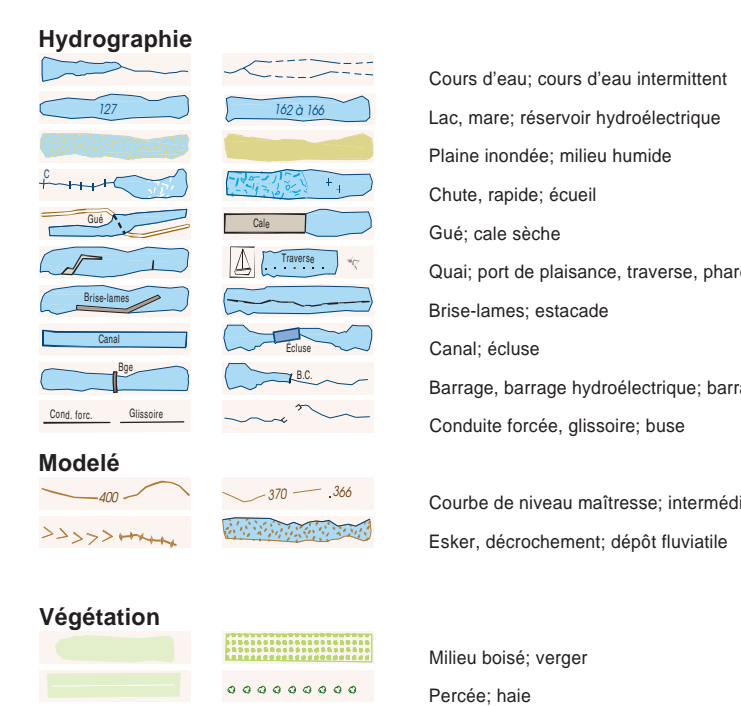 Hydrographie
Cours d'eau; cours d'eau intermittent
127 162 à 166 Lac, mare; réservoir hydroélectrique
Plaine inondée; milieu humide
C Chute, rapide; écueil
Gué Cale Gué; cale sèche
Traverse Quai; port de plaisance, traverse, phare
Brise-lames Brise-lames; estacade
Canal Écluse Canal; écluse
Bge B.C. Barrage, barrage hydroélectrique; barra
Cond. forc. Glissoire Conduite forcée, glissoire; buse
Modelé
400 370 .366 Courbe de niveau maîtresse; intermédi
Esker, décrochement; dépôt fluviatile
Végétation
Milieu boisé; verger
Percée; haie